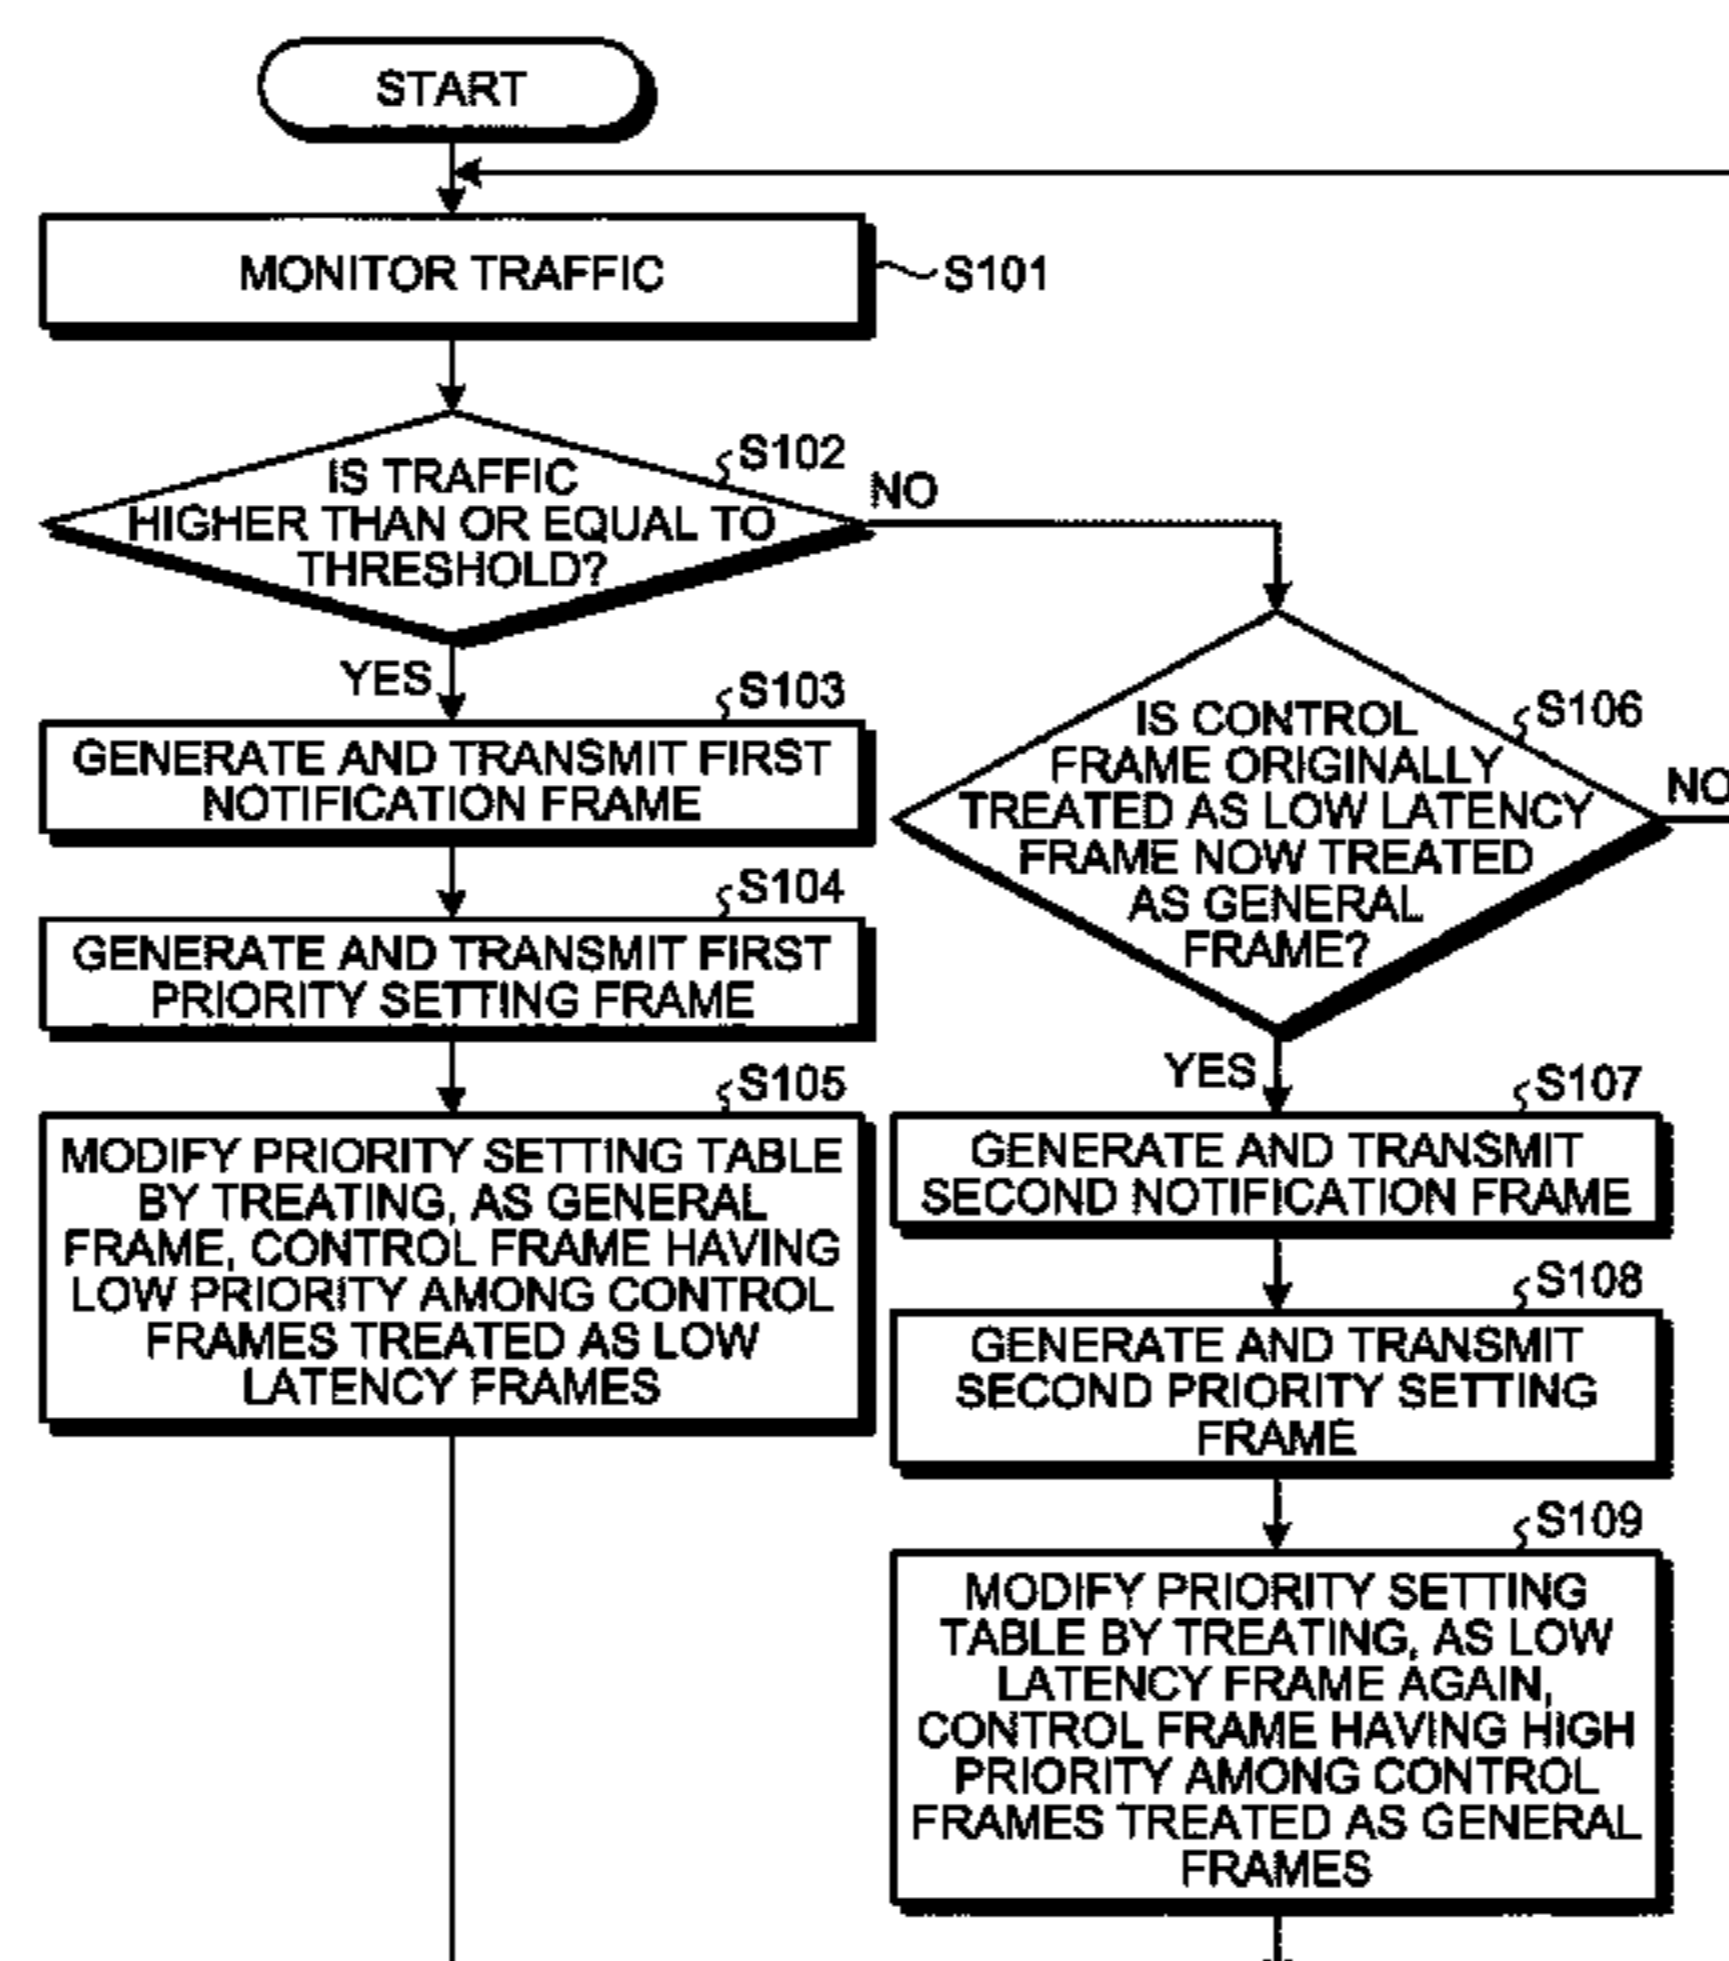 START
MONITOR TRAFFIC
S101
S102
IS TRAFFIC
HIGHER THAN OR EQUAL TO
THRESHOLD?
NO
YES
S103
GENERATE AND TRANSMIT FIRST
NOTIFICATION FRAME
S104
GENERATE AND TRANSMIT FIRST
PRIORITY SETTING FRAME
S105
MODIFY PRIORITY SETTING TABLE
BY TREATING, AS GENERAL
FRAME, CONTROL FRAME HAVING
LOW PRIORITY AMONG CONTROL
FRAMES TREATED AS LOW
LATENCY FRAMES
S106
IS CONTROL
FRAME ORIGINALLY
TREATED AS LOW LATENCY
FRAME NOW TREATED
AS GENERAL
FRAME?
NO
YES
S107
GENERATE AND TRANSMIT
SECOND NOTIFICATION FRAME
S108
GENERATE AND TRANSMIT
SECOND PRIORITY SETTING
FRAME
S109
MODIFY PRIORITY SETTING
TABLE BY TREATING, AS LOW
LATENCY FRAME AGAIN,
CONTROL FRAME HAVING HIGH
PRIORITY AMONG CONTROL
FRAMES TREATED AS GENERAL
FRAMES